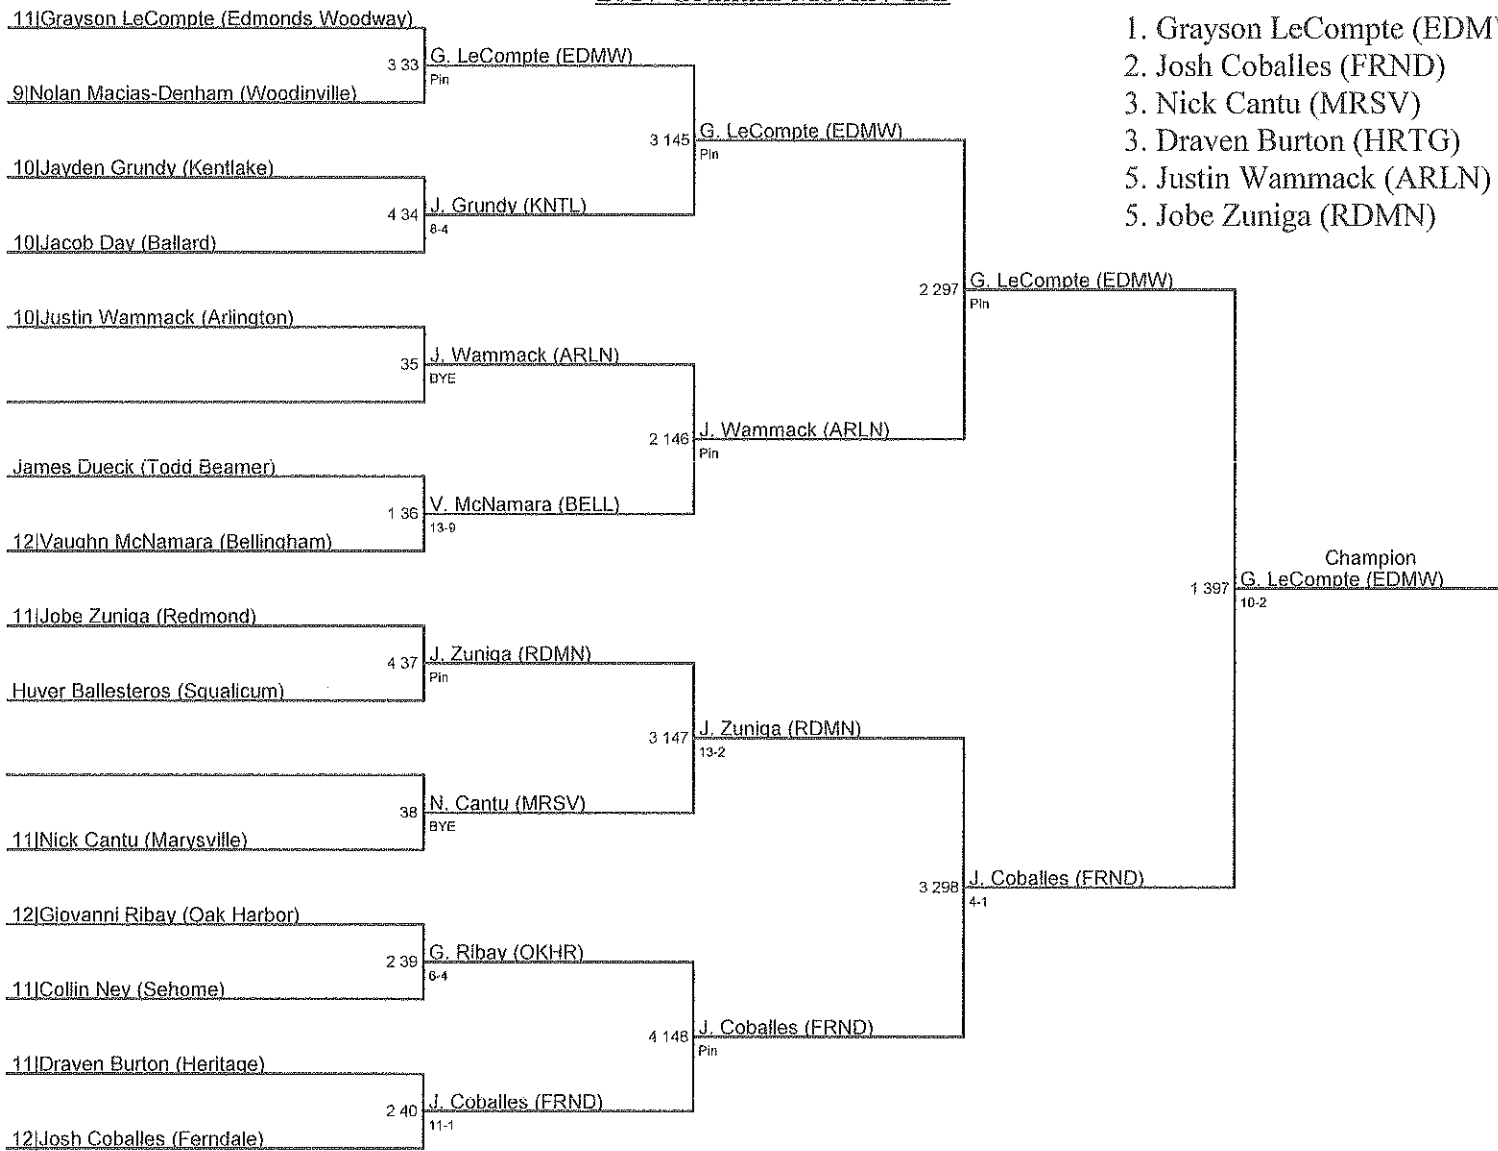 1. Grayson LeCompte (EDM
2. Josh Coballes (FRND)
3. Nick Cantu (MRSV)
3. Draven Burton (HRTG)
5. Justin Wammack (ARLN)
5. Jobe Zuniga (RDMN)
11|Grayson LeCompte (Edmonds Woodway)
3 33
G. LeCompte (EDMW)
Pin
9|Nolan Macias-Denham (Woodinville)
3 145
G. LeCompte (EDMW)
Pin
10|Jayden Grundy (Kentlake)
4 34
J. Grundy (KNTL)
8-4
10|Jacob Day (Ballard)
2 297
G. LeCompte (EDMW)
Pin
10|Justin Wammack (Arlington)
35
J. Wammack (ARLN)
BYE
2 146
J. Wammack (ARLN)
Pin
James Dueck (Todd Beamer)
1 36
V. McNamara (BELL)
13-9
12|Vaughn McNamara (Bellingham)
Champion
1 397
G. LeCompte (EDMW)
10-2
11|Jobe Zuniga (Redmond)
4 37
J. Zuniga (RDMN)
Pin
Huver Ballesteros (Squalicum)
3 147
J. Zuniga (RDMN)
13-2
38
N. Cantu (MRSV)
BYE
11|Nick Cantu (Marysville)
3 298
J. Coballes (FRND)
4-1
12|Giovanni Ribay (Oak Harbor)
2 39
G. Ribay (OKHR)
6-4
11|Collin Ney (Sehome)
4 148
J. Coballes (FRND)
Pin
11|Draven Burton (Heritage)
2 40
J. Coballes (FRND)
11-1
12|Josh Coballes (Ferndale)